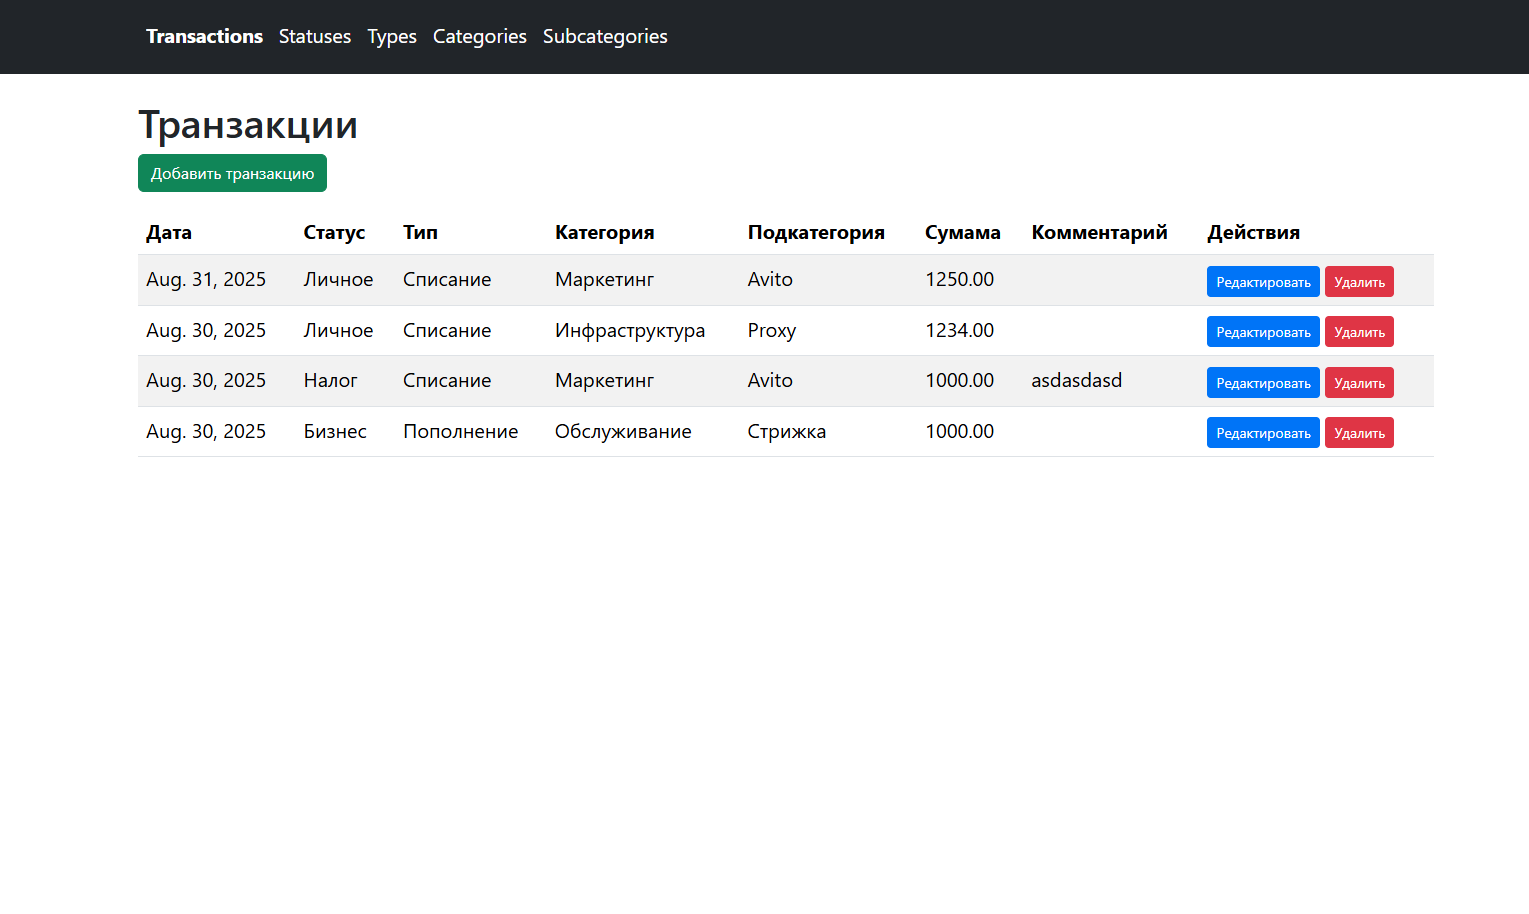 Transactions Statuses Types Categories Subcategories
Транзакции
Добавить транзакцию
Дата Статус Тип Категория Подкатегория Сумама Комментарий Действия
Aug. 31, 2025 Личное Списание Маркетинг Avito 1250.00 Редактировать Удалить
Aug. 30, 2025 Личное Списание Инфраструктура Proxy 1234.00 Редактировать Удалить
Aug. 30, 2025 Налог Списание Маркетинг Avito 1000.00 asdasdasd Редактировать Удалить
Aug. 30, 2025 Бизнес Пополнение Обслуживание Стрижка 1000.00 Редактировать Удалить